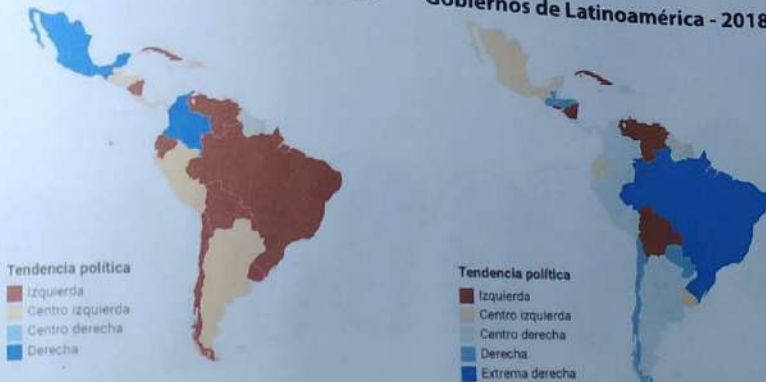 Gobiernos de Latinoamérica - 2018
Tendencia política
Izquierda
Centro izquierda
Centro derecha
Derecha
Tendencia política
Izquierda
Centro izquierda
Centro derecha
Derecha
Extrema derecha